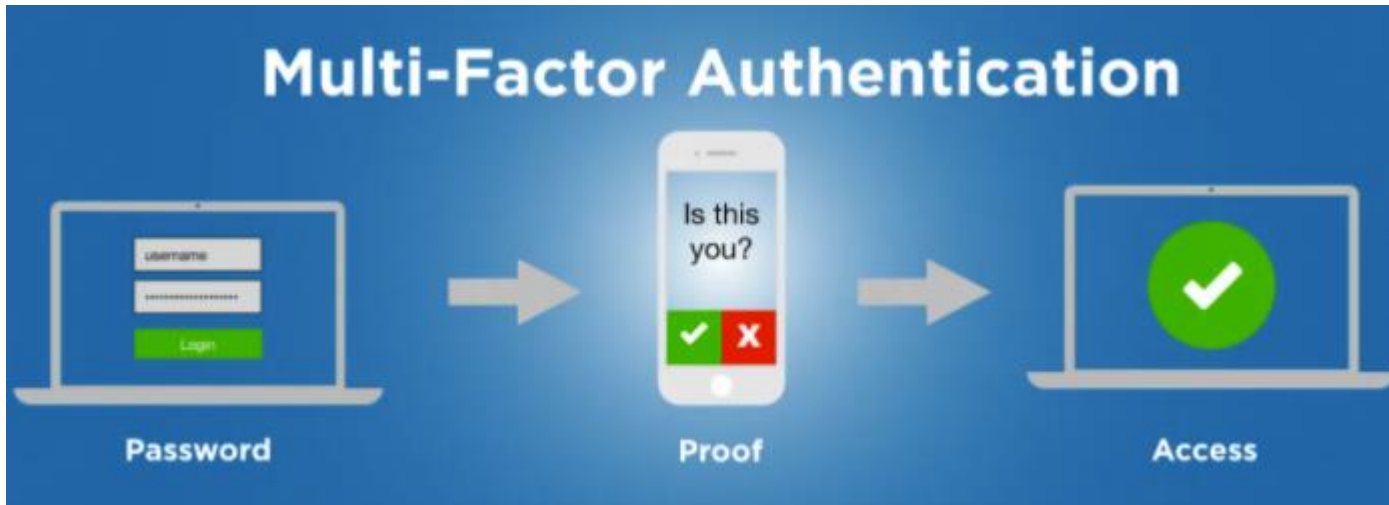 Multi-Factor Authentication
username
Login
Is this
you?
Password
Proof
Access